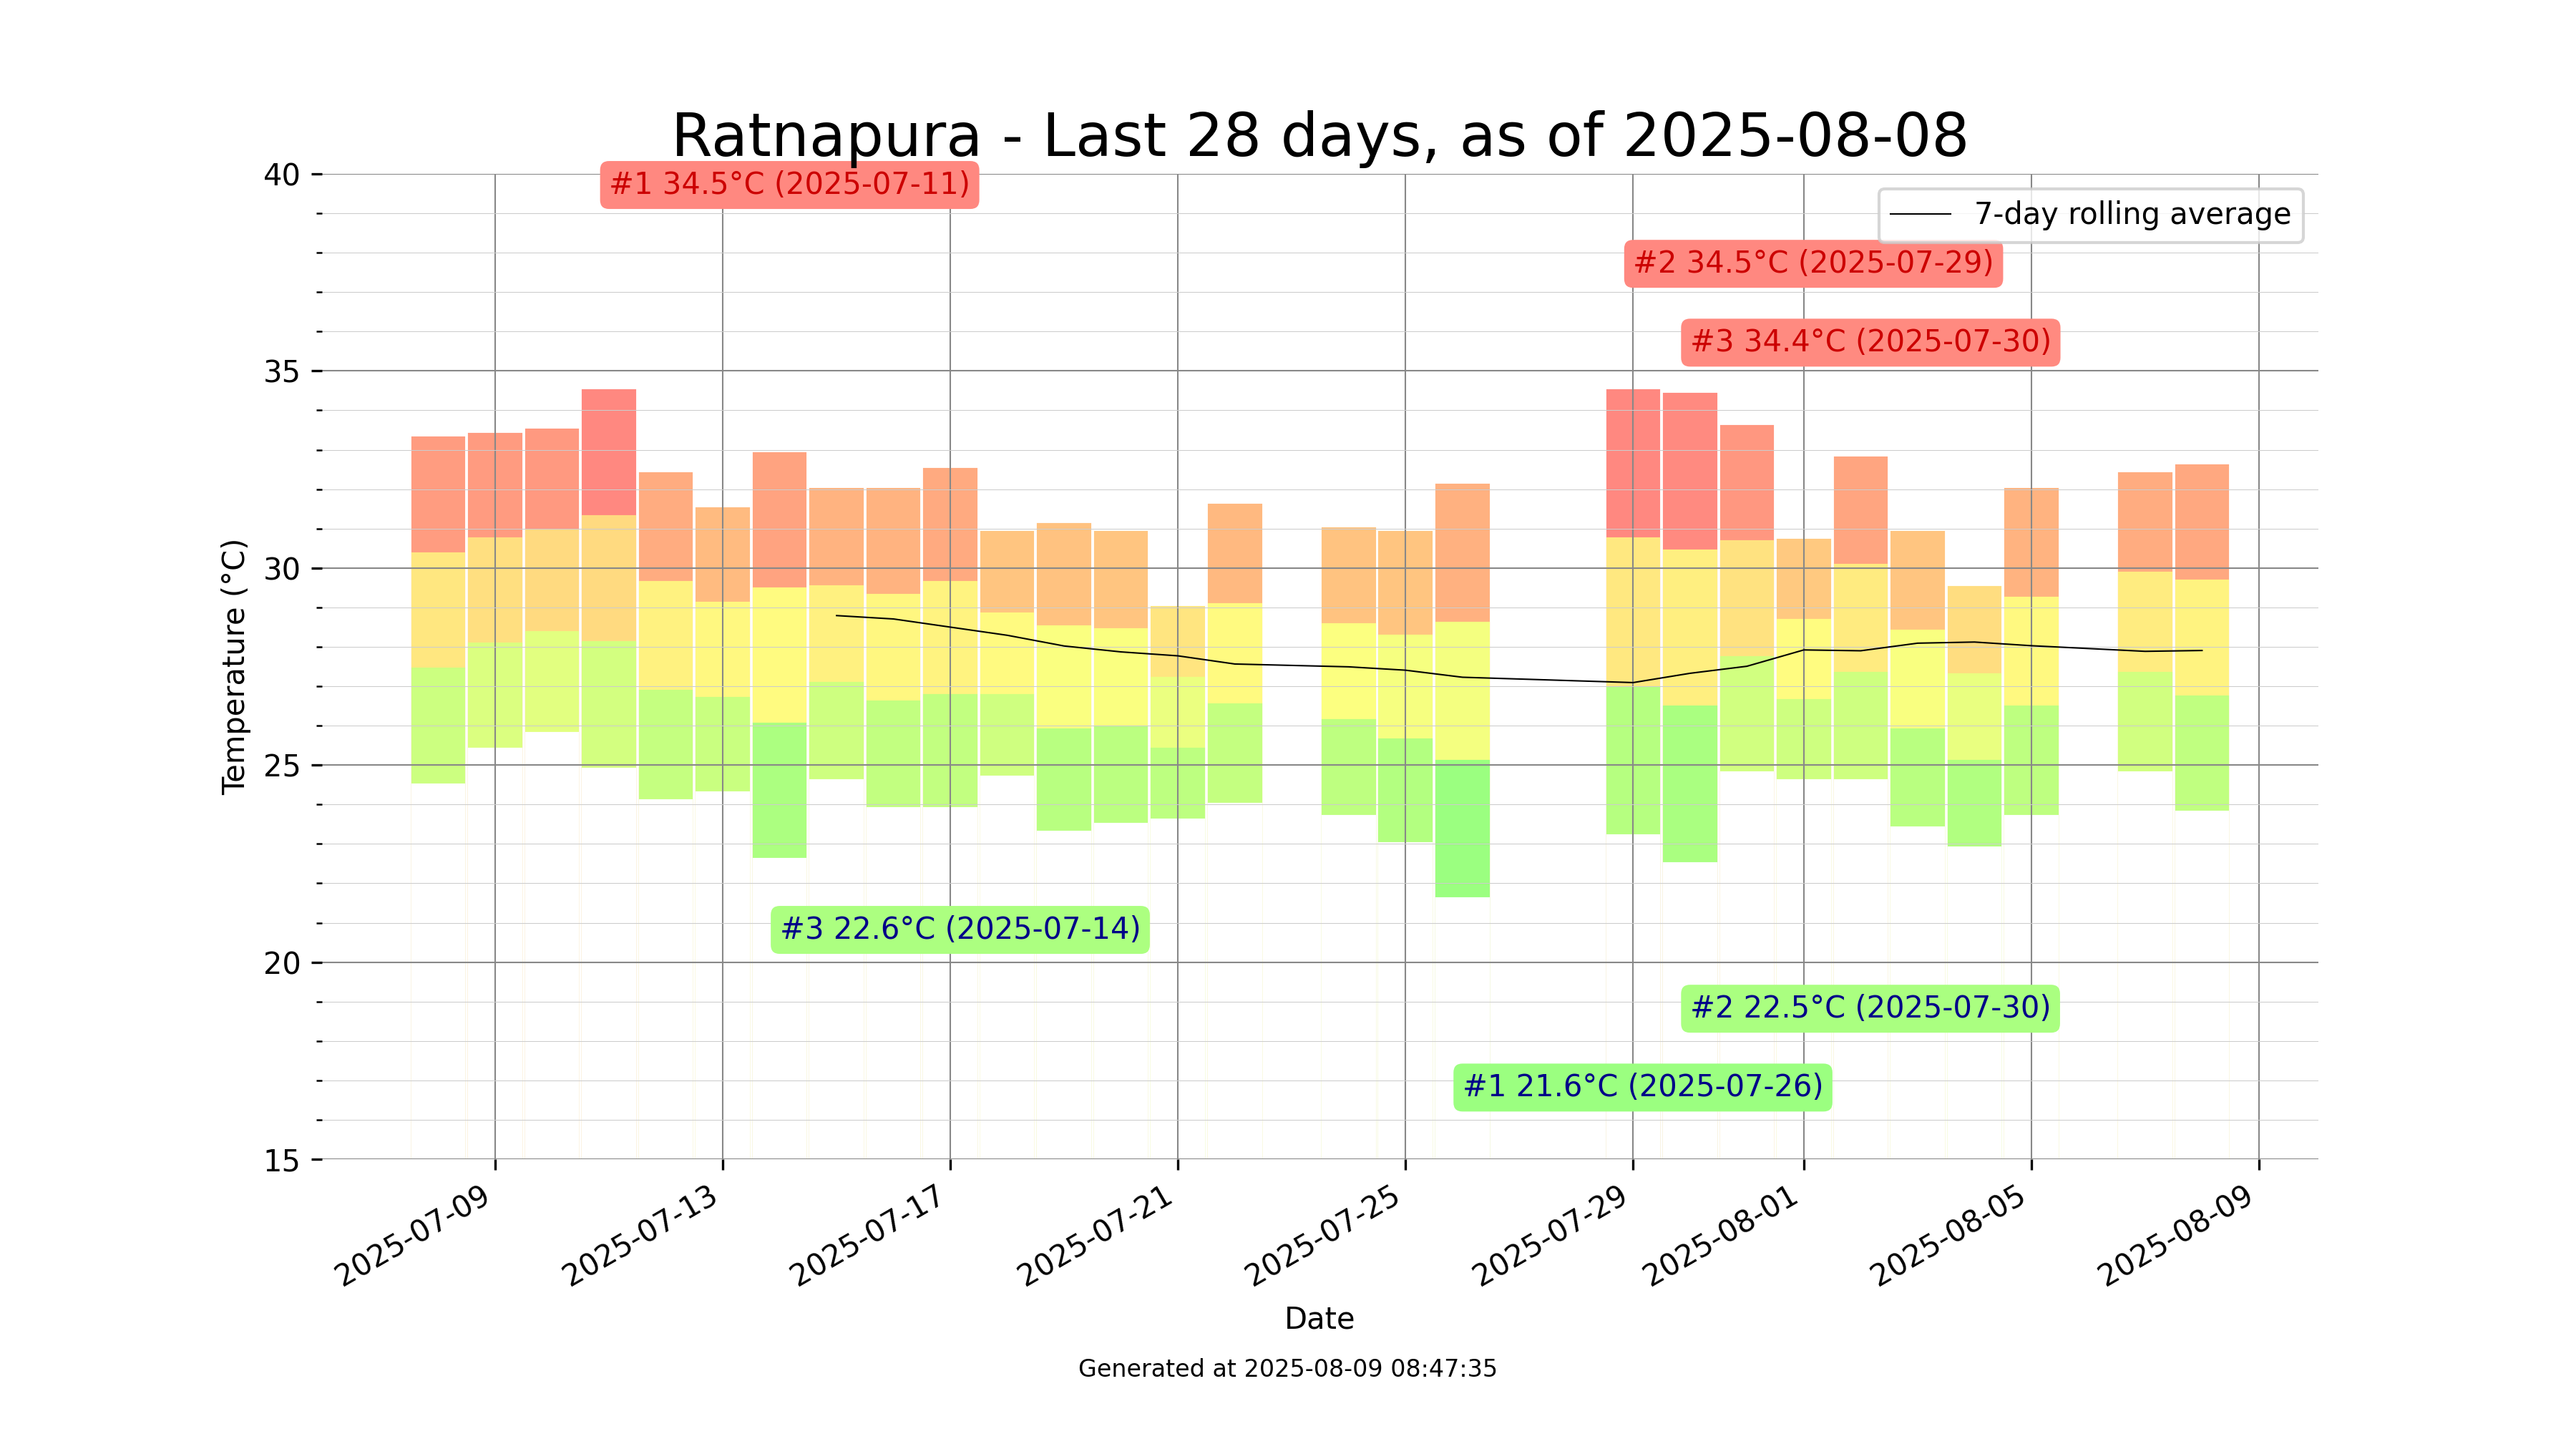 Ratnapura - Last 28 days, as of 2025-08-08
#1 34.5°C (2025-07-11)
7-day rolling average
#2 34.5°C (2025-07-29)
#3 34.4°C (2025-07-30)
40
35
30
25
20
15
Temperature (°C)
#3 22.6°C (2025-07-14)
#2 22.5°C (2025-07-30)
#1 21.6°C (2025-07-26)
2025-07-09
2025-07-13
2025-07-17
2025-07-21
2025-07-25
2025-07-29
2025-08-01
2025-08-05
2025-08-09
Date
Generated at 2025-08-09 08:47:35